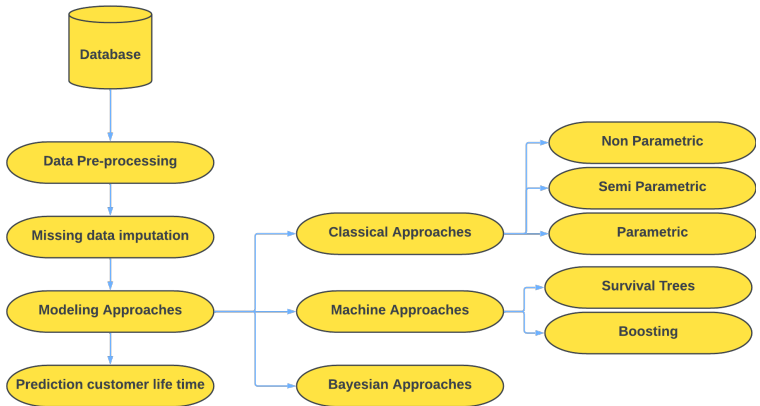 Database
Data Pre-processing
Missing data imputation
Modeling Approaches
Prediction customer life time
Classical Approaches
Machine Approaches
Bayesian Approaches
Non Parametric
Semi Parametric
Parametric
Survival Trees
Boosting